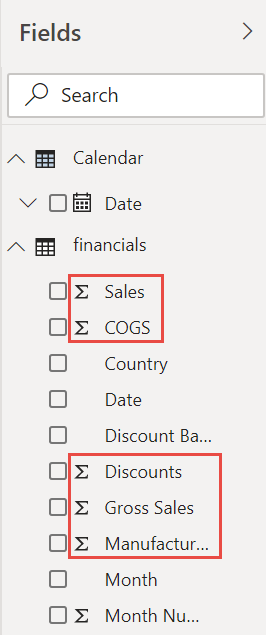 Fields
Search
Calendar
Date
financials
Σ Sales
Σ COGS
Country
Date
Discount Ba...
Σ Discounts
Σ Gross Sales
Σ Manufactur...
Month
Σ Month Nu...